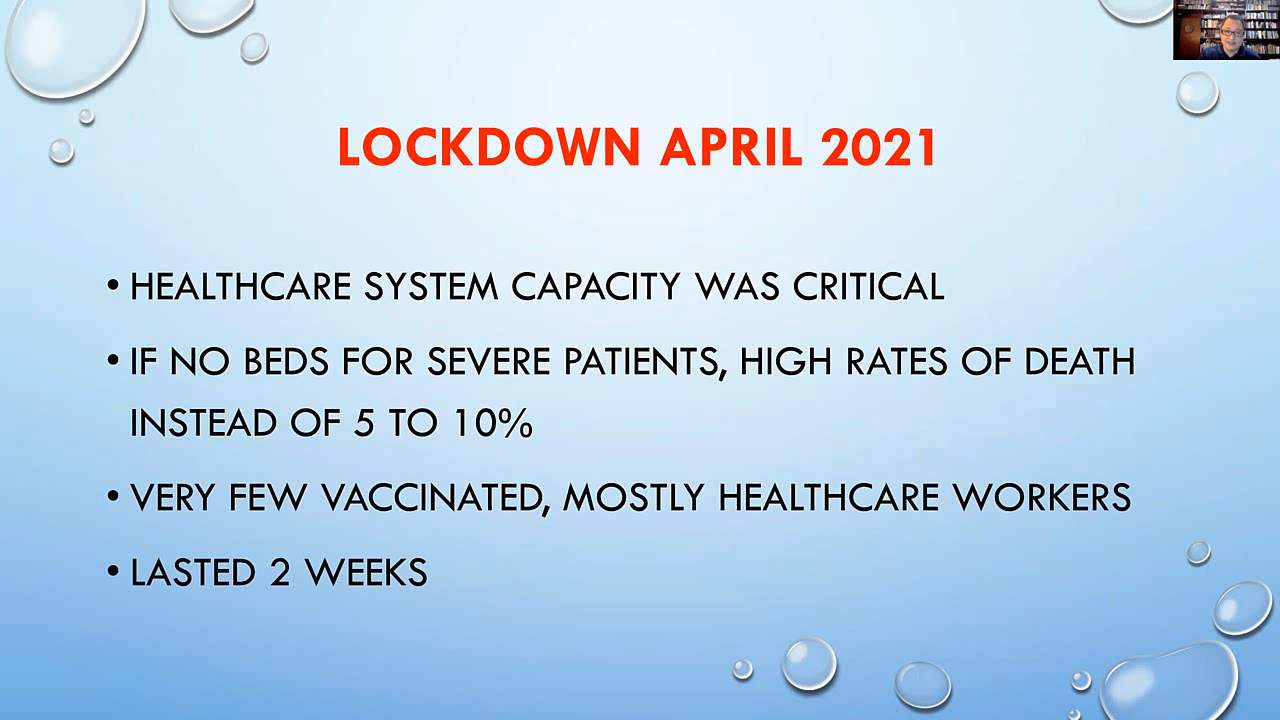 LOCKDOWN APRIL 2021
• HEALTHCARE SYSTEM CAPACITY WAS CRITICAL
• IF NO BEDS FOR SEVERE PATIENTS, HIGH RATES OF DEATH
INSTEAD OF 5 TO 10%
• VERY FEW VACCINATED, MOSTLY HEALTHCARE WORKERS
• LASTED 2 WEEKS